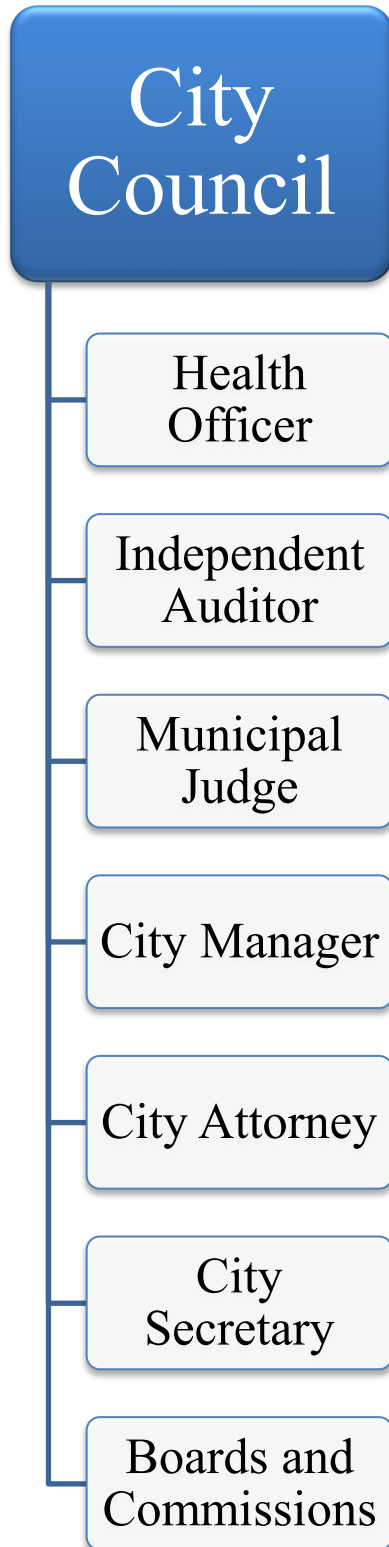 City
Council
Health
Officer
Independent
Auditor
Municipal
Judge
City Manager
City Attorney
City
Secretary
Boards and
Commissions